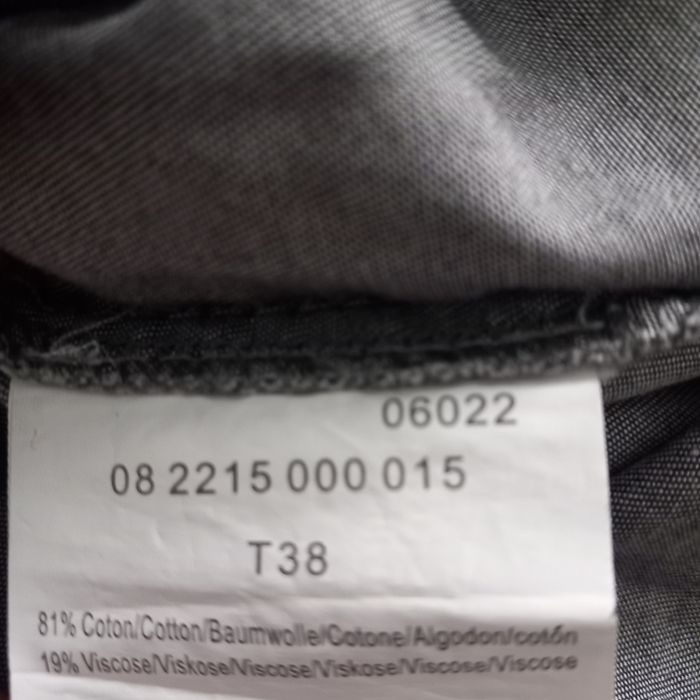 06022
08 2215 000 015
T38
81% Coton/Cotton/Baumwolle/Cotone/Algodon/cotón
19% Viscose/Viskose/Viscose/Viskose/Viscose/Viscose